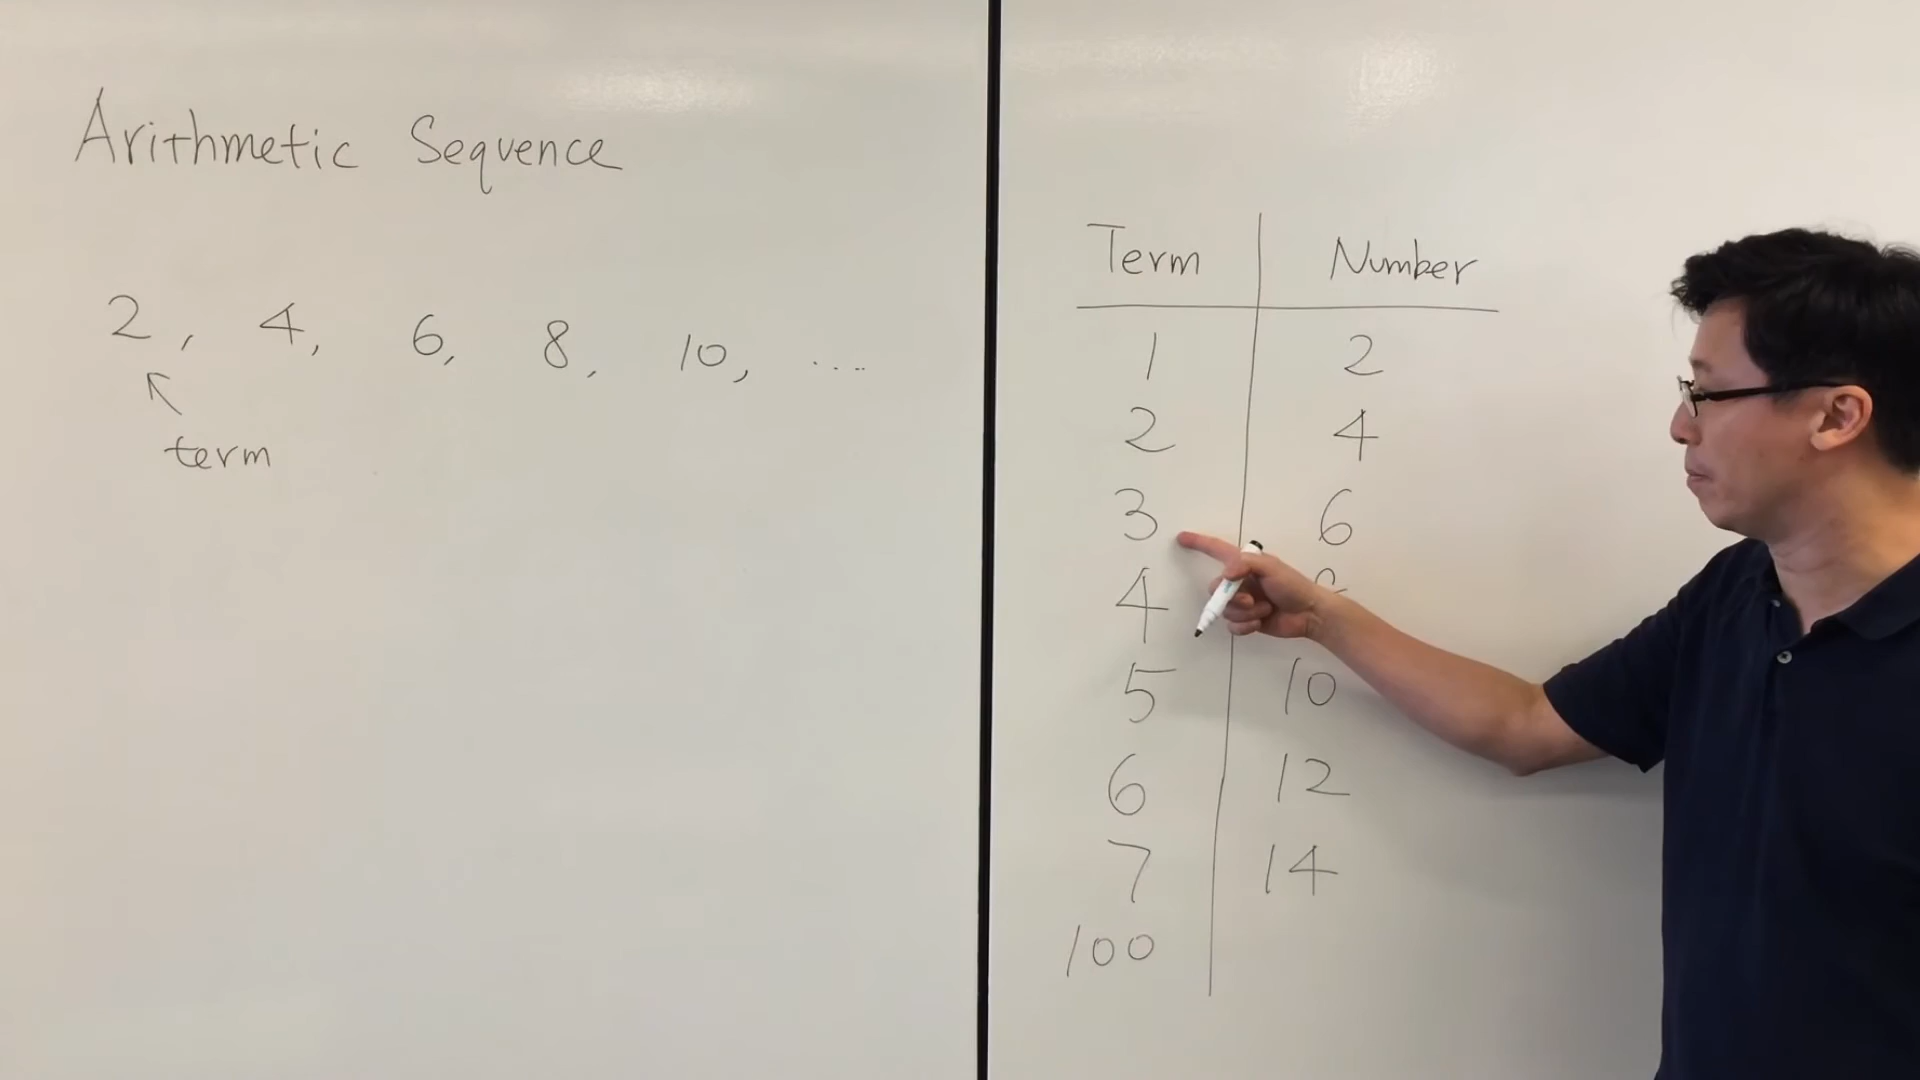 Arithmetic Sequence
2, 4, 6, 8, 10, ....
term
Term Number
1 2
2 4
3 6
4
5 10
6 12
7 14
100